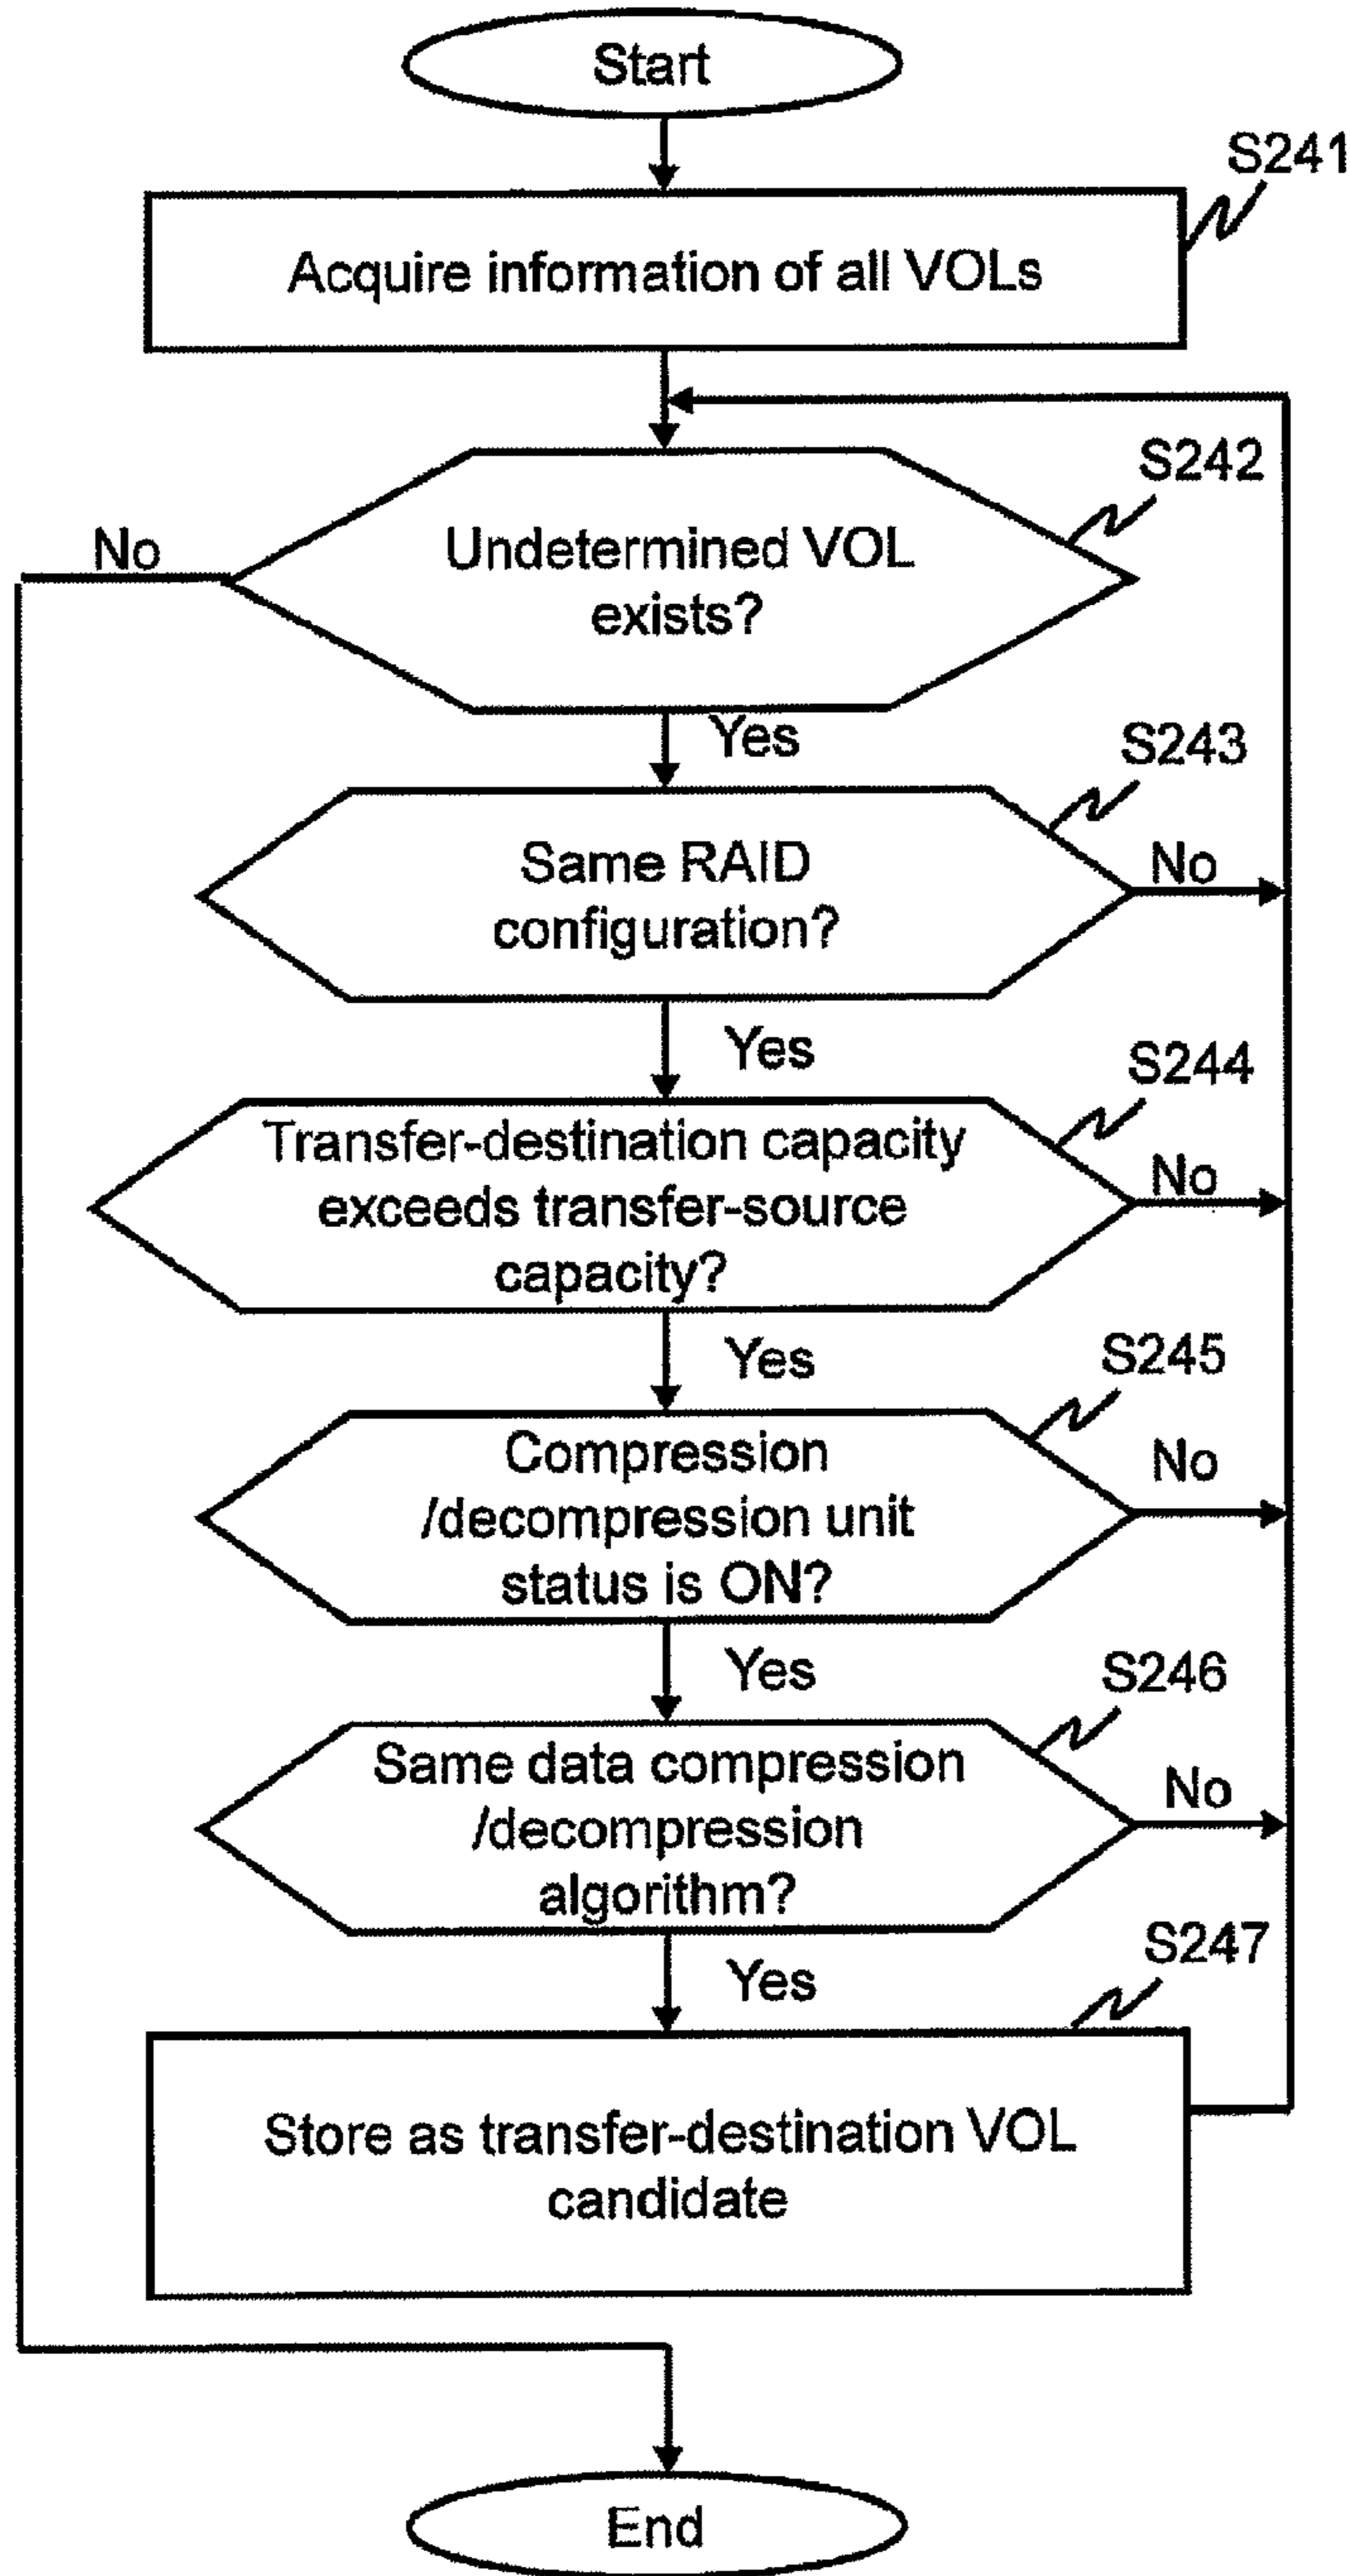 Start
S241
Acquire information of all VOLs
S242
No
Undetermined VOL
exists?
Yes
S243
Same RAID
configuration?
No
Yes
S244
Transfer-destination capacity
exceeds transfer-source
capacity?
No
Yes
S245
Compression
/decompression unit
status is ON?
No
Yes
S246
Same data compression
/decompression
algorithm?
No
Yes
S247
Store as transfer-destination VOL
candidate
End